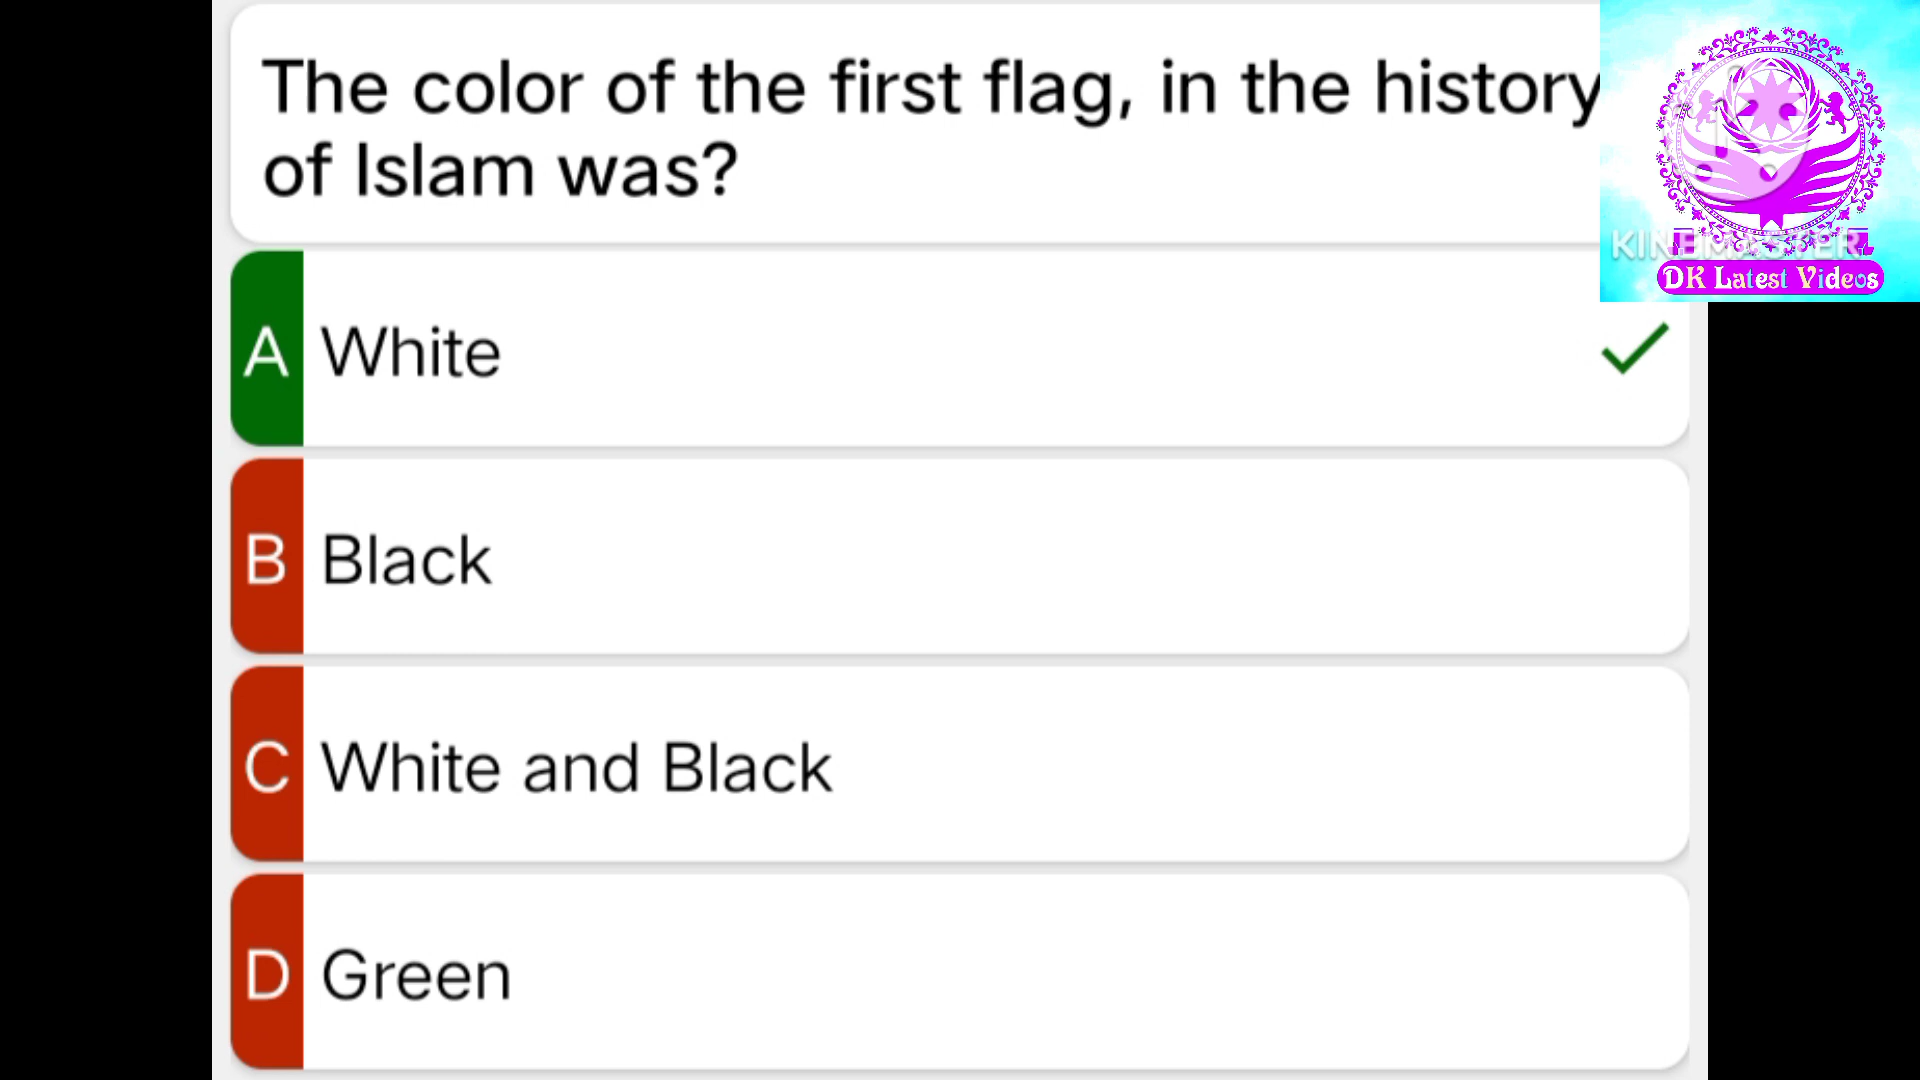 The color of the first flag, in the history
of Islam was?
A White
B Black
C White and Black
D Green
KINEMASTER
DK Latest Videos